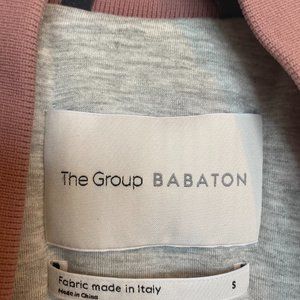 The Group BABATON
Fabric made in Italy
Made in China
S